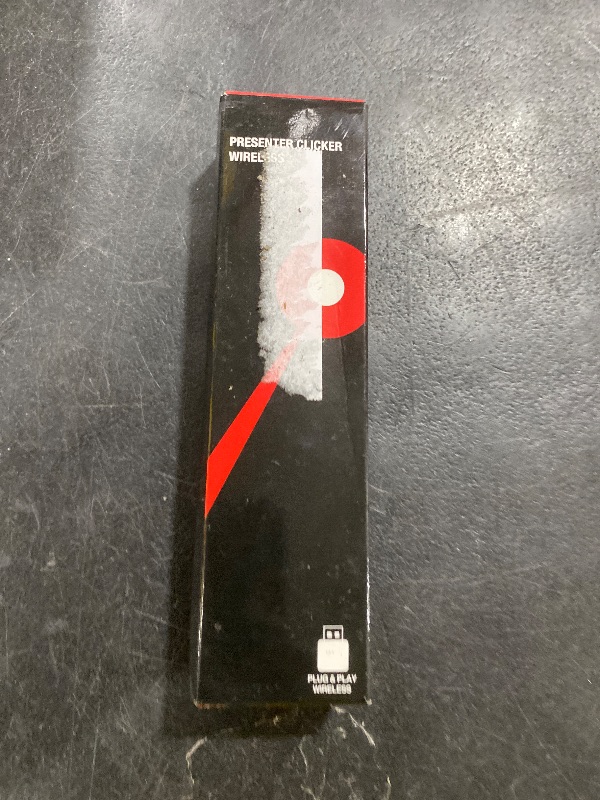 PRESENTER CLICKER
WIRELESS
PLUG & PLAY
WIRELESS